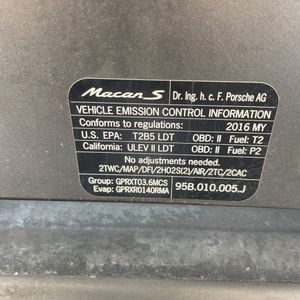 Macan S Dr. Ing. h. c. F. Porsche AG
VEHICLE EMISSION CONTROL INFORMATION
Conforms to regulations: 2016 MY
U.S. EPA: T2B5 LDT OBD: II Fuel: T2
California: ULEV II LDT OBD: II Fuel: P2
No adjustments needed.
2TWC/MAP/DFI/2HO2S(2)/AIR/2TC/2CAC
Group: GPRXT03.6MCS
Evap: GPRXR0140RMA 95B.010.005.J